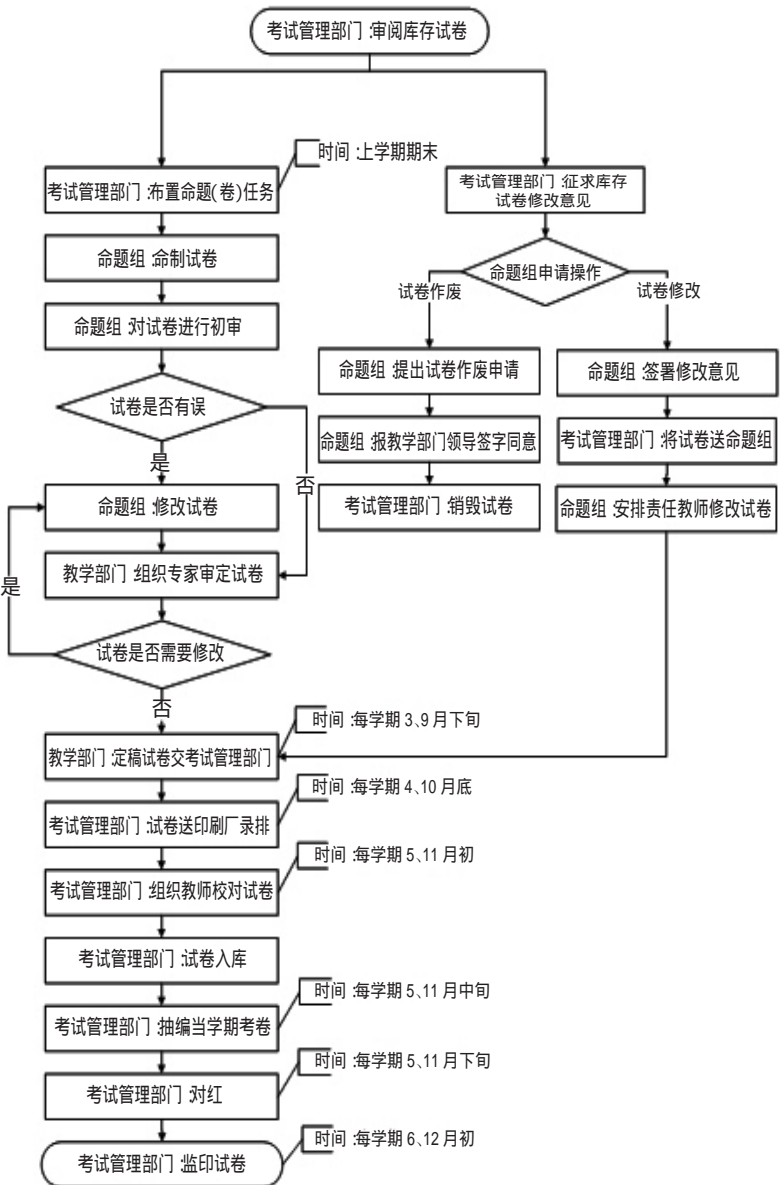 考试管理部门:审阅库存试卷
时间:上学期期末
考试管理部门:布置命题(卷)任务
考试管理部门:征求库存
试卷修改意见
命题组:命制试卷
命题组申请操作
试卷作废
试卷修改
命题组:对试卷进行初审
命题组:提出试卷作废申请
命题组:签署修改意见
试卷是否有误
命题组:报教学部门领导签字同意
考试管理部门:将试卷送命题组
是
否
命题组:修改试卷
考试管理部门:销毁试卷
命题组:安排责任教师修改试卷
教学部门:组织专家审定试卷
是
试卷是否需要修改
否
时间:每学期3、9月下旬
教学部门:定稿试卷交考试管理部门
时间:每学期4、10月底
考试管理部门:试卷送印刷厂录排
时间:每学期5、11月初
考试管理部门:组织教师校对试卷
考试管理部门:试卷入库
时间:每学期5、11月中旬
考试管理部门:抽编当学期考卷
时间:每学期5、11月下旬
考试管理部门:对红
时间:每学期6、12月初
考试管理部门:监印试卷